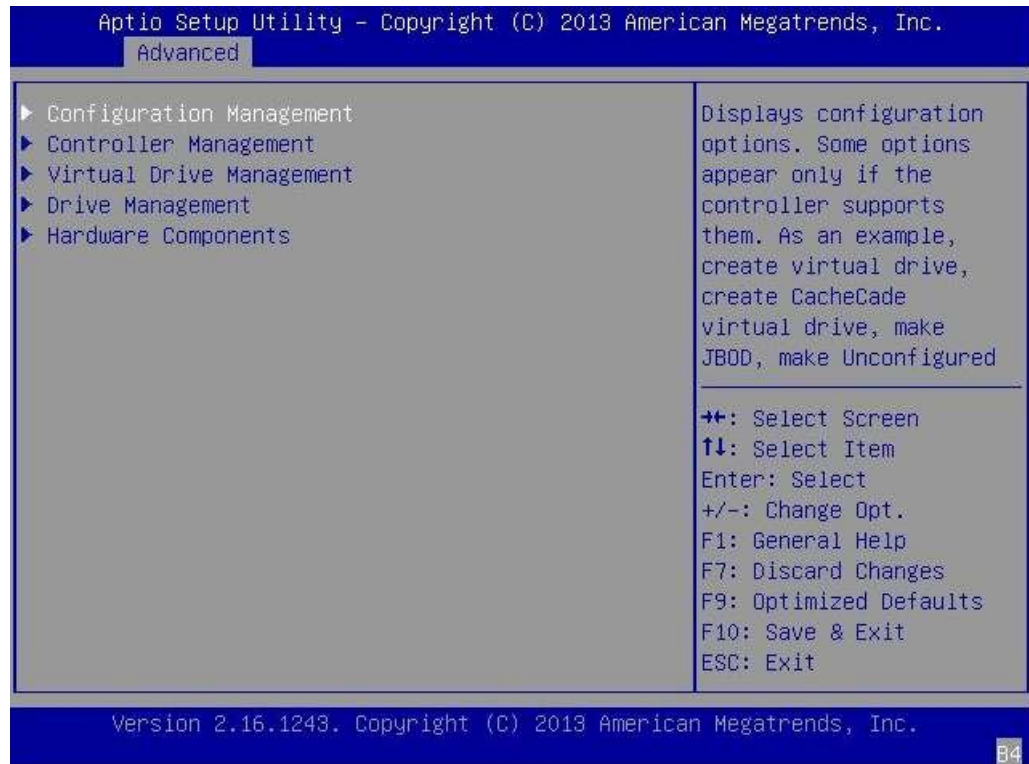 Aptio Setup Utility – Copyright (C) 2013 American Megatrends, Inc.
Advanced
Configuration Management
Controller Management
Virtual Drive Management
Drive Management
Hardware Components
Displays configuration
options. Some options
appear only if the
controller supports
them. As an example,
create virtual drive,
create CacheCade
virtual drive, make
JBOD, make Unconfigured
→←: Select Screen
↑↓: Select Item
Enter: Select
+/-: Change Opt.
F1: General Help
F7: Discard Changes
F9: Optimized Defaults
F10: Save & Exit
ESC: Exit
Version 2.16.1243. Copyright (C) 2013 American Megatrends, Inc.
B4